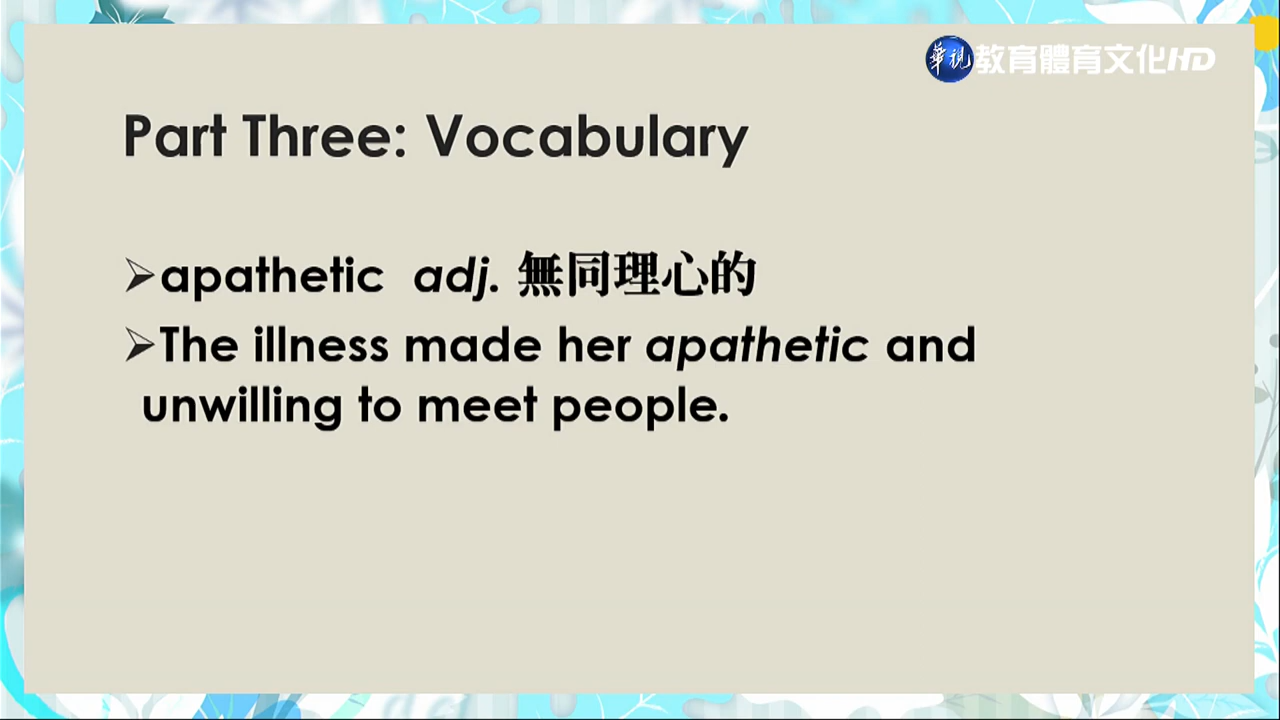 華視 教育體育文化HD
Part Three: Vocabulary
➢apathetic adj. 無同理心的
➢The illness made her apathetic and
unwilling to meet people.